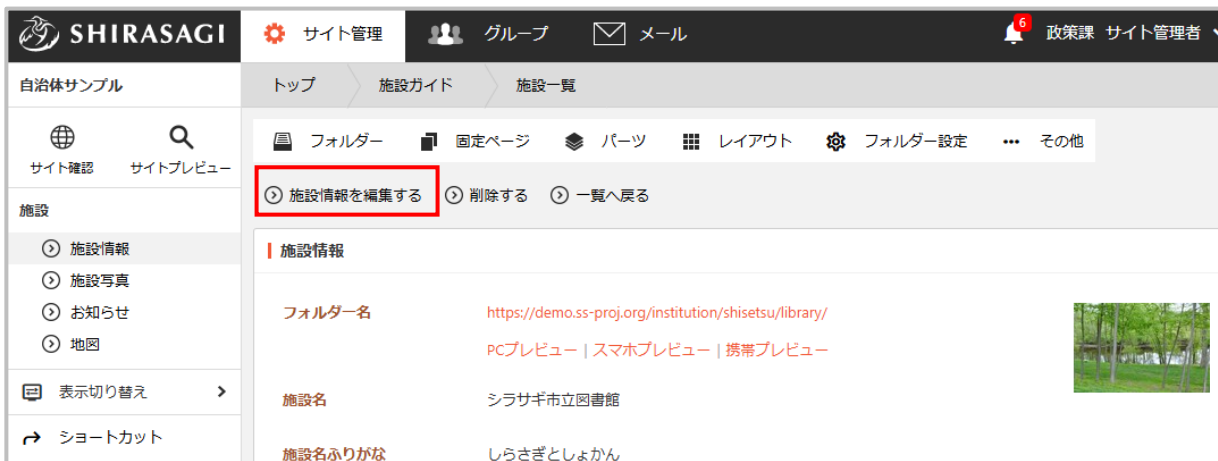 SHIRASAGI サイト管理 グループ メール 6 政策課 サイト管理者
自治体サンプル トップ 施設ガイド 施設一覧
サイト確認 サイトプレビュー
フォルダー 固定ページ パーツ レイアウト フォルダー設定 その他
施設情報を編集する 削除する 一覧へ戻る
施設
施設情報
施設写真
お知らせ
地図
表示切り替え
ショートカット
施設情報
フォルダー名 https://demo.ss-proj.org/institution/shisetsu/library/
PCプレビュー | スマホプレビュー | 携帯プレビュー
施設名 シラサギ市立図書館
施設名ふりがな しらさぎとしょかん